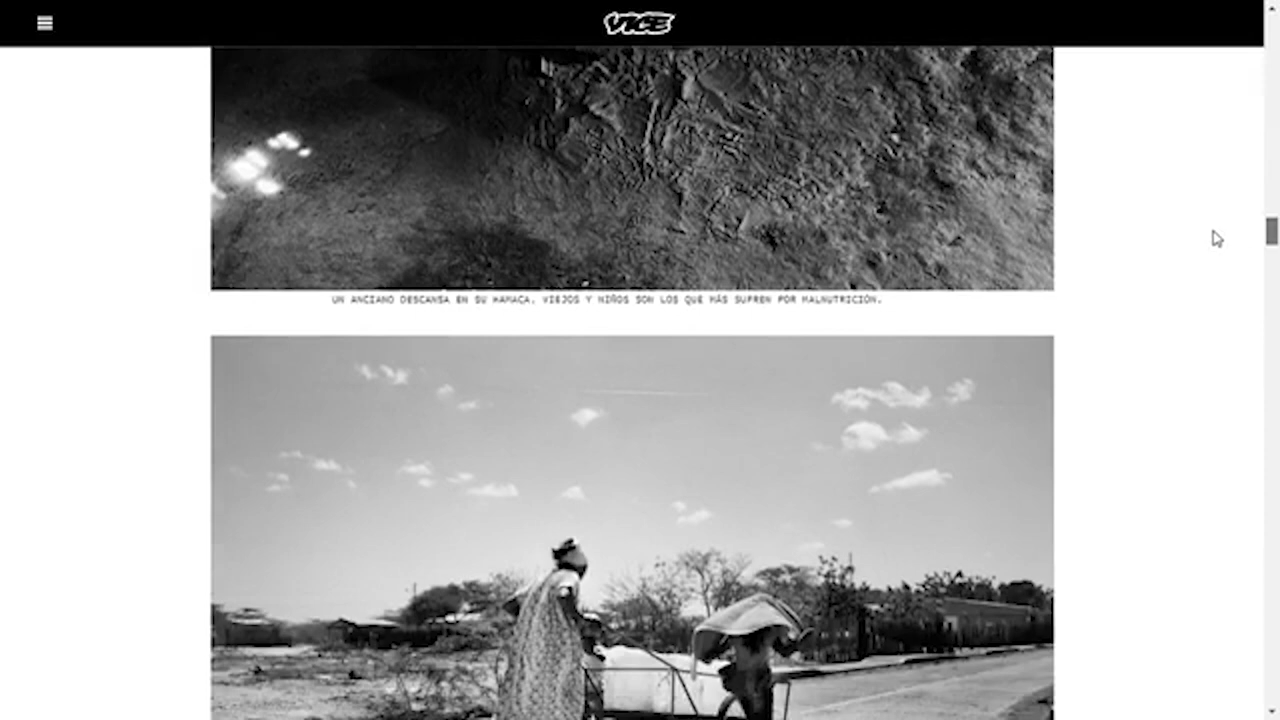 VICE
UN ANCIANO DESCANSA EN SU HAMACA. VIEJOS Y NIÑOS SON LOS QUE MÁS SUFREN POR MALNUTRICIÓN.